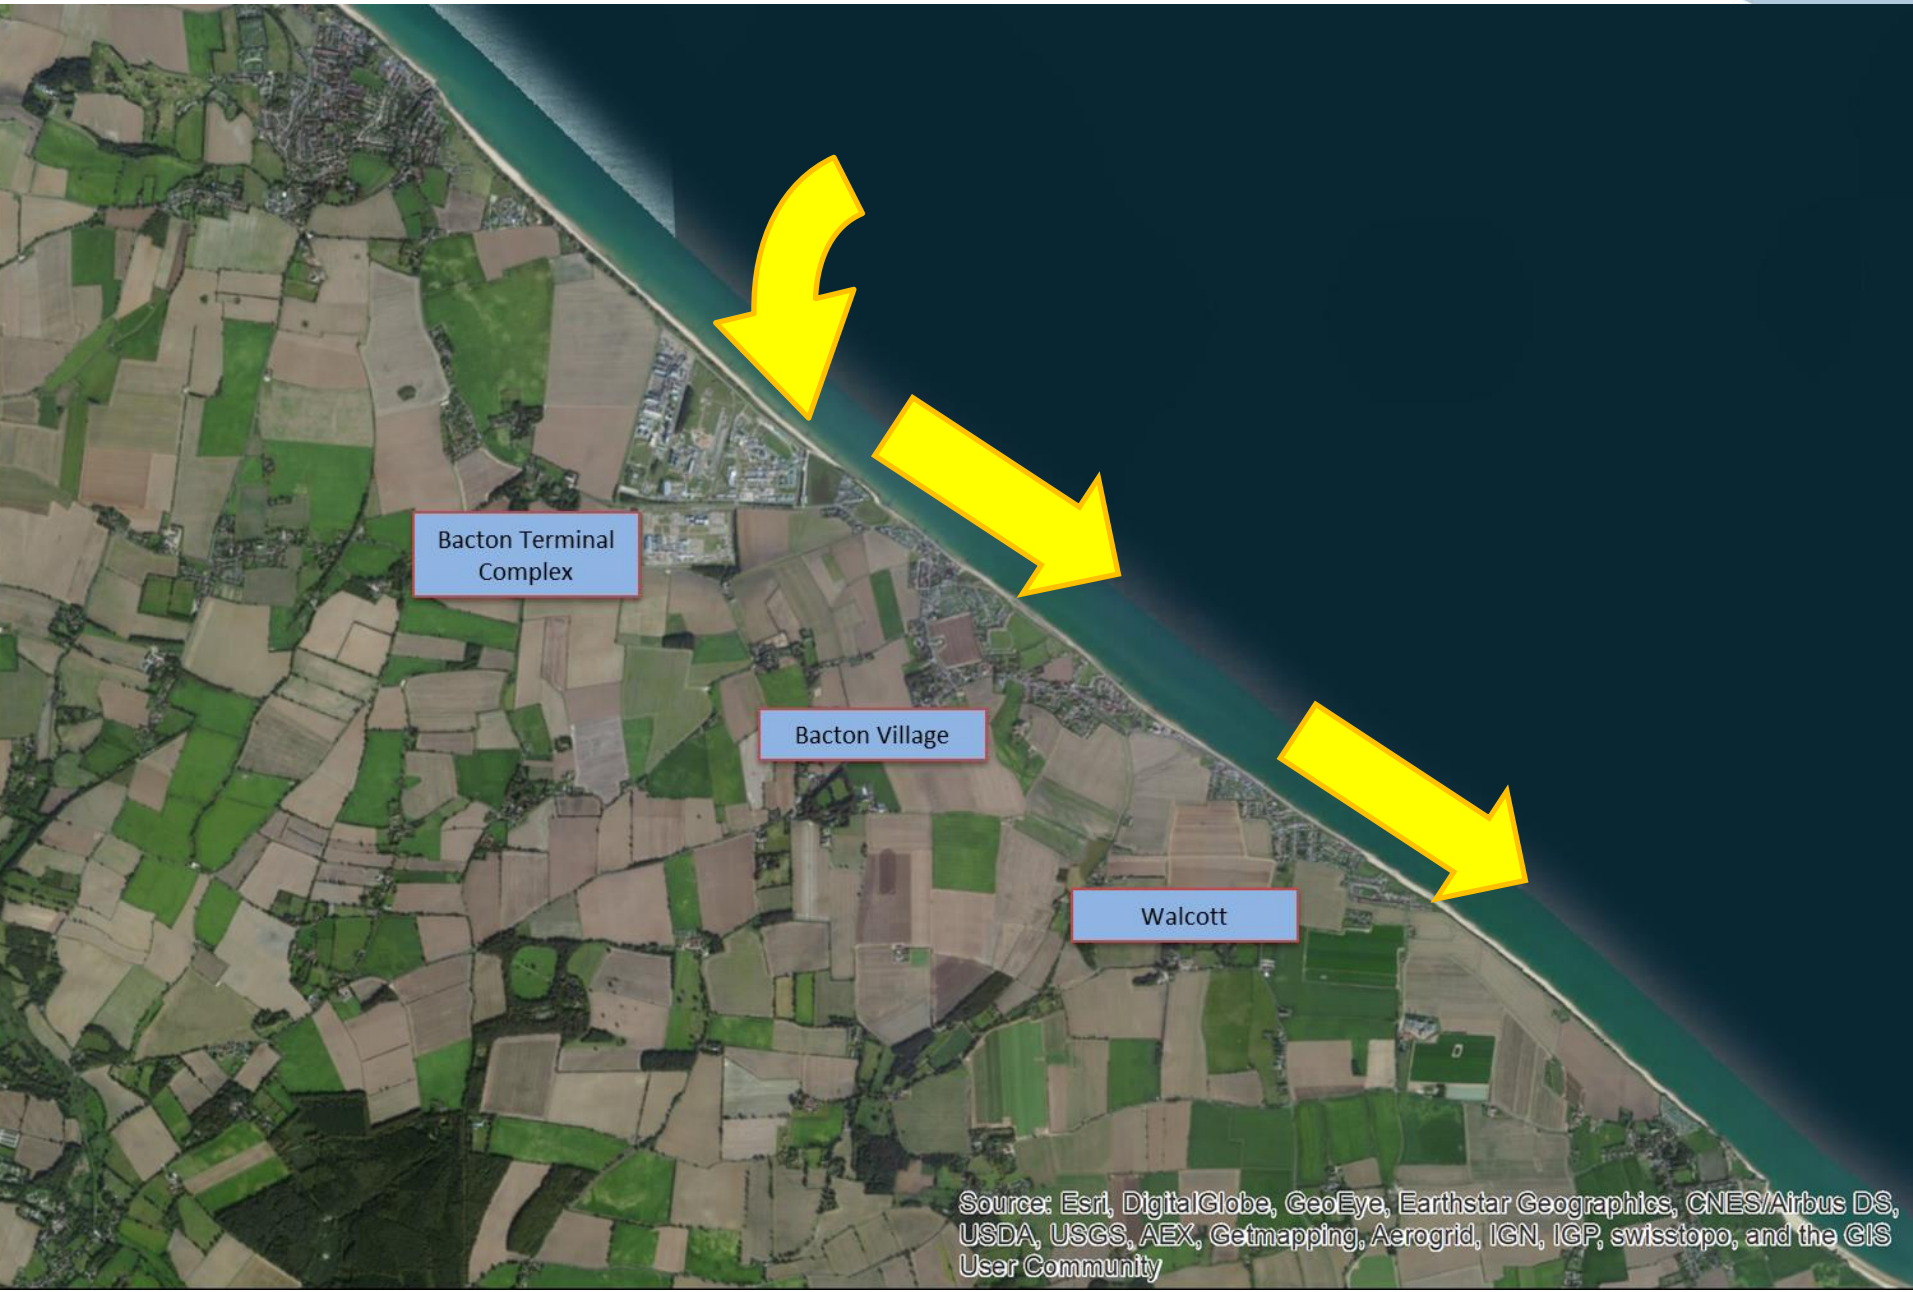 Bacton Terminal
Complex
Bacton Village
Walcott
Source: Esri, DigitalGlobe, GeoEye, Earthstar Geographics, CNES/Airbus DS,
USDA, USGS, AEX, Getmapping, Aerogrid, IGN, IGP, swisstopo, and the GIS
User Community